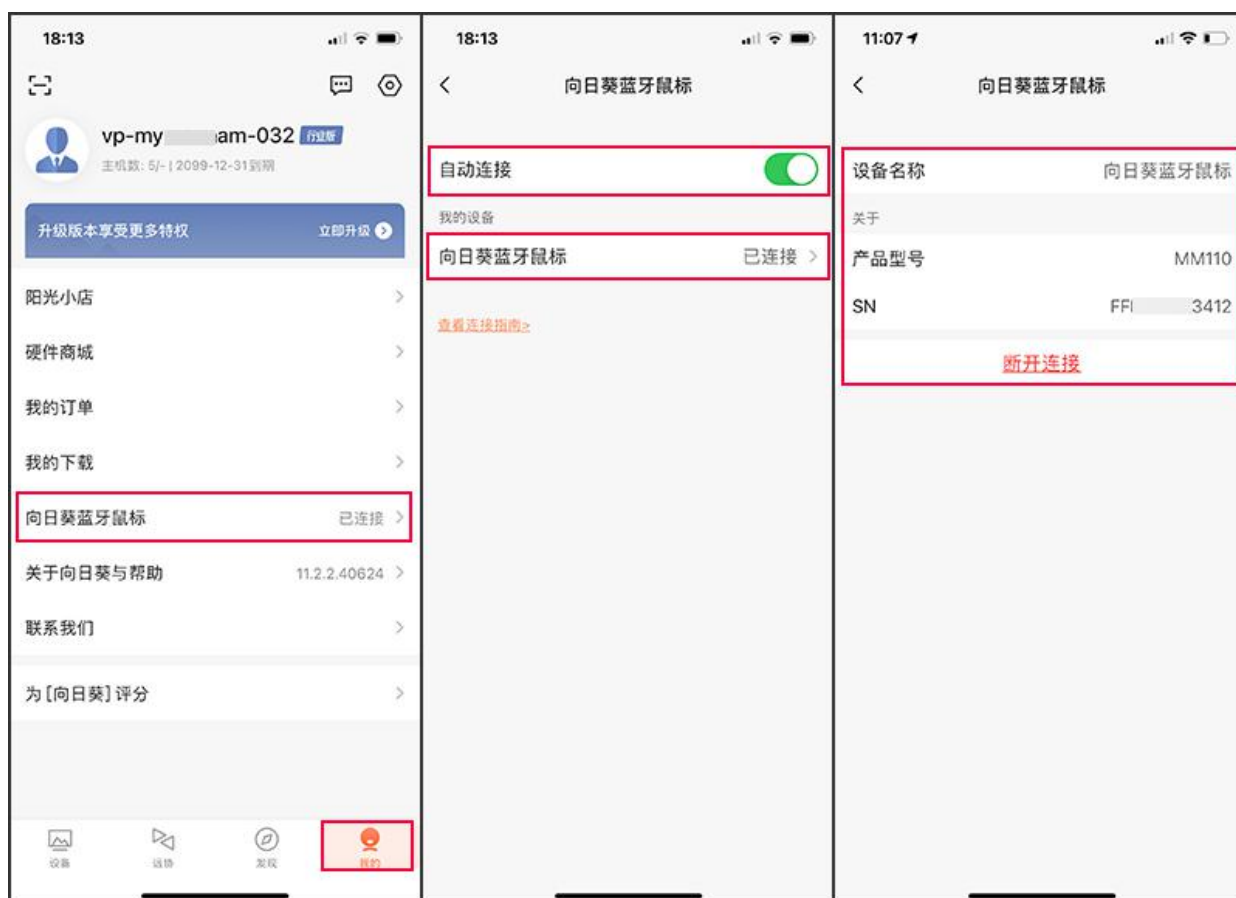 18:13
vp-my am-032 行业版
主机数: 5/- | 2099-12-31到期
升级版本享受更多特权 立即升级
阳光小店
硬件商城
我的订单
我的下载
向日葵蓝牙鼠标 已连接
关于向日葵与帮助 11.2.2.40624
联系我们
为[向日葵]评分
设备 远协 发现 我的
18:13
向日葵蓝牙鼠标
自动连接
我的设备
向日葵蓝牙鼠标 已连接
查看连接指南>
11:07
向日葵蓝牙鼠标
设备名称 向日葵蓝牙鼠标
关于
产品型号 MM110
SN FF 3412
断开连接